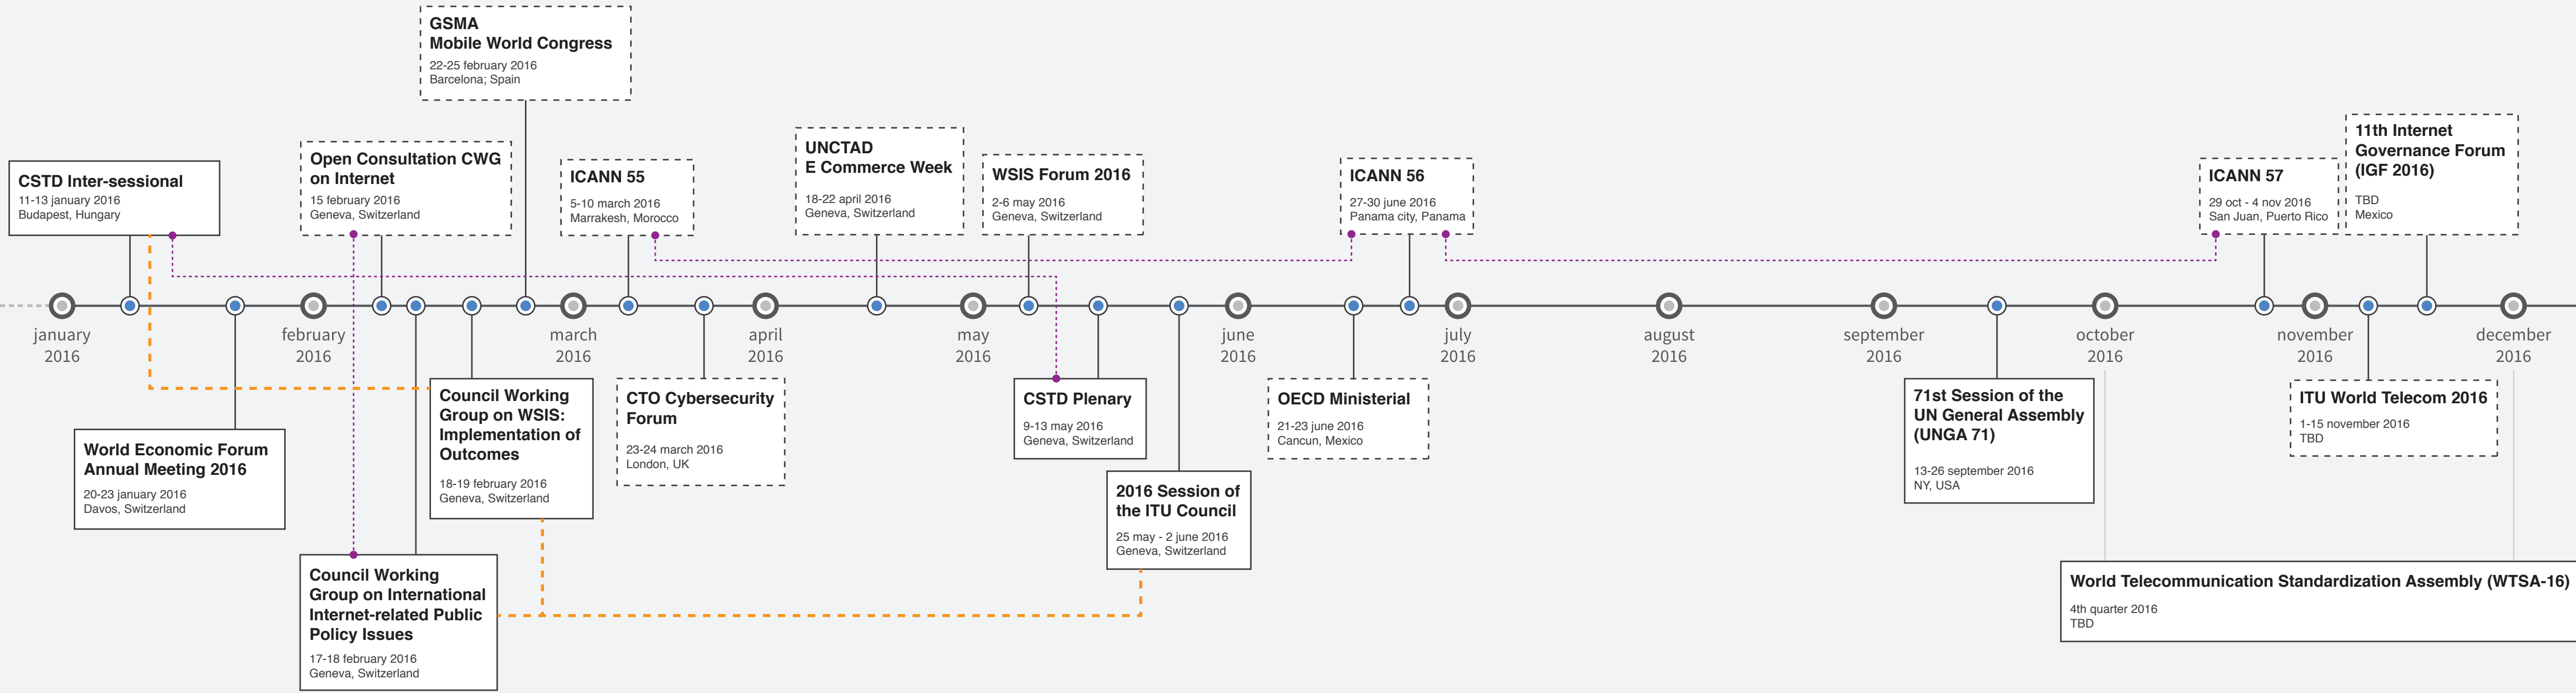 GSMA
Mobile World Congress
22-25 february 2016
Barcelona; Spain
CSTD Inter-sessional
11-13 january 2016
Budapest, Hungary
Open Consultation CWG
on Internet
15 february 2016
Geneva, Switzerland
ICANN 55
5-10 march 2016
Marrakesh, Morocco
UNCTAD
E Commerce Week
18-22 april 2016
Geneva, Switzerland
WSIS Forum 2016
2-6 may 2016
Geneva, Switzerland
ICANN 56
27-30 june 2016
Panama city, Panama
ICANN 57
29 oct - 4 nov 2016
San Juan, Puerto Rico
11th Internet
Governance Forum
(IGF 2016)
TBD
Mexico
january
2016
february
2016
march
2016
april
2016
may
2016
june
2016
july
2016
august
2016
september
2016
october
2016
november
2016
december
2016
World Economic Forum
Annual Meeting 2016
20-23 january 2016
Davos, Switzerland
Council Working
Group on International
Internet-related Public
Policy Issues
17-18 february 2016
Geneva, Switzerland
Council Working
Group on WSIS:
Implementation of
Outcomes
18-19 february 2016
Geneva, Switzerland
CTO Cybersecurity
Forum
23-24 march 2016
London, UK
CSTD Plenary
9-13 may 2016
Geneva, Switzerland
2016 Session of
the ITU Council
25 may - 2 june 2016
Geneva, Switzerland
OECD Ministerial
21-23 june 2016
Cancun, Mexico
71st Session of the
UN General Assembly
(UNGA 71)
13-26 september 2016
NY, USA
ITU World Telecom 2016
1-15 november 2016
TBD
World Telecommunication Standardization Assembly (WTSA-16)
4th quarter 2016
TBD